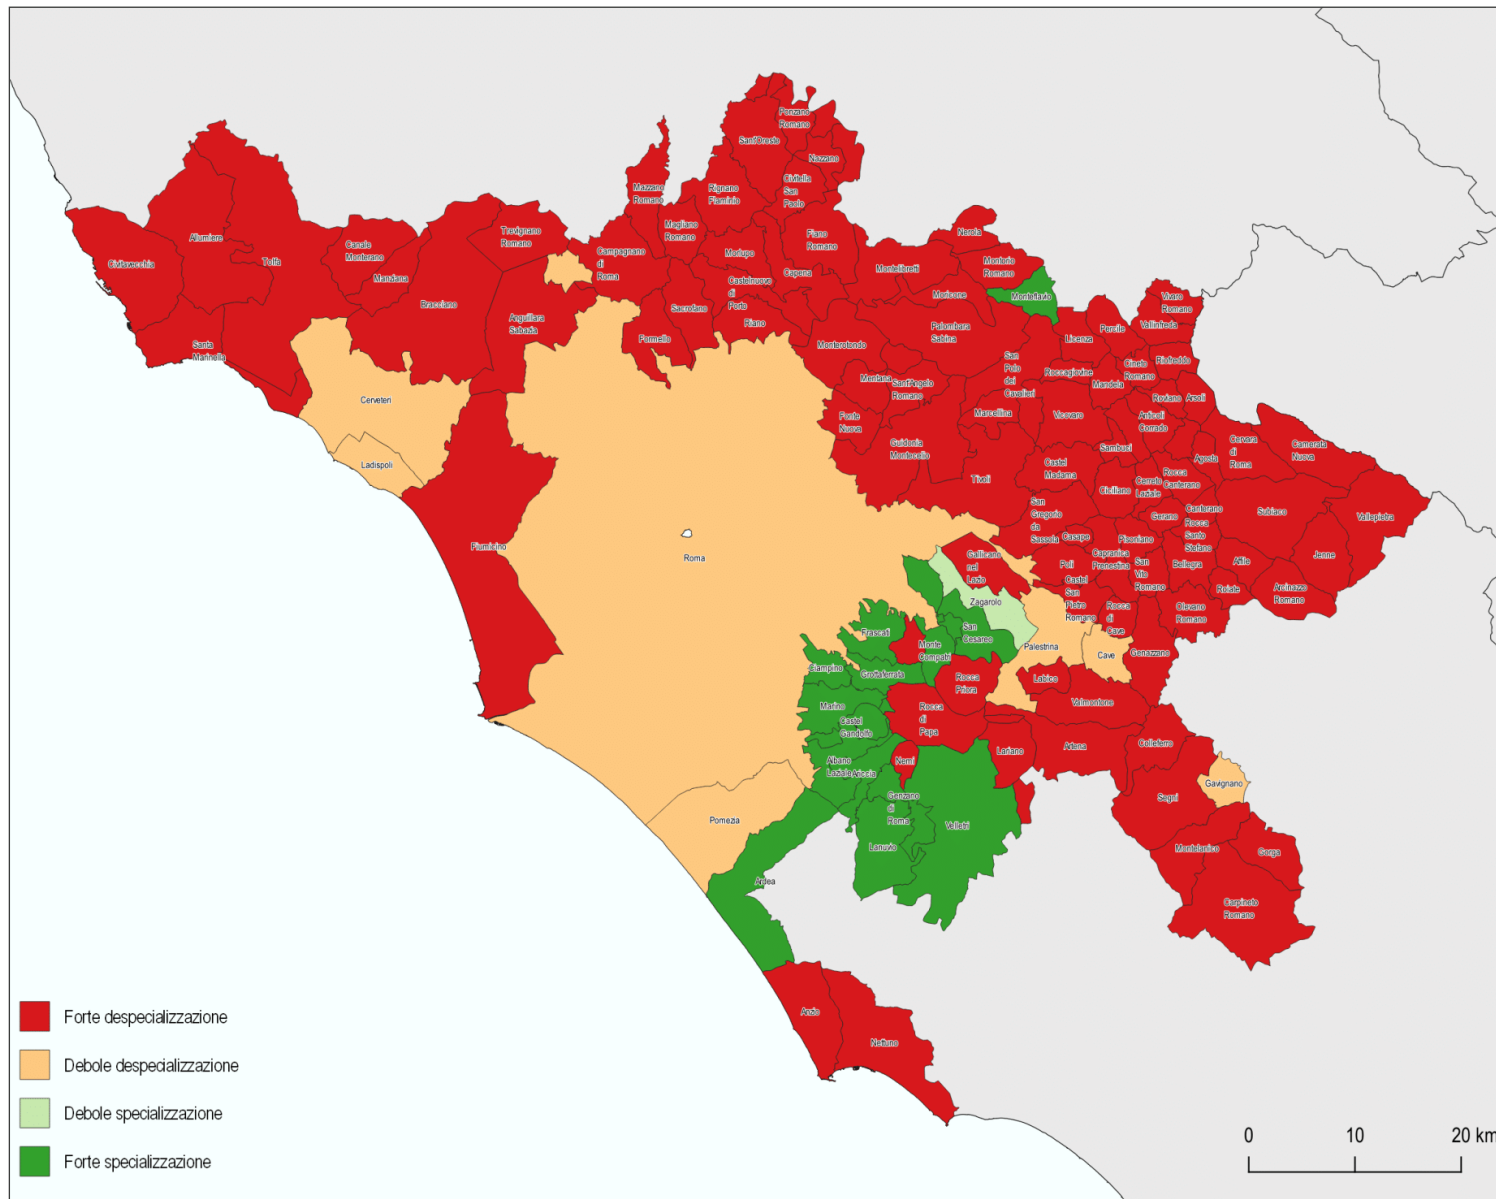 Ponzano
Romano
Sant'Oreste
Nazzano
Civitella
San
Paolo
Mazzano
Romano
Rignano
Flaminio
Magliano
Romano
Fiano
Romano
Nerola
Trevignano
Romano
Campagnano
di
Roma
Morlupo
Capena
Castelnuovo
di
Porto
Montelibretti
Montorio
Romano
Moricone
Monteflavio
Vivaro
Romano
Vallinfreda
Allumiere
Tolfa
Canale
Monterano
Manziana
Civitavecchia
Bracciano
Anguillara
Sabazia
Sacrofano
Riano
Formello
Palombara
Sabina
Percile
Licenza
Santa
Marinella
Monterotondo
San
Polo
dei
Cavalieri
Roccagiovine
Mandela
Cineto
Romano
Riofreddo
Mentana
Sant'Angelo
Romano
Roviano
Arsoli
Cerveteri
Fonte
Nuova
Marcellina
Vicovaro
Anticoli
Corrado
Guidonia
Montecelio
Sambuci
Agosta
Cervara
di
Roma
Camerata
Nuova
Ladispoli
Tivoli
Castel
Madama
Ciciliano
Cerreto
Laziale
Rocca
Canterano
San
Gregorio
da
Sassola
Casape
Gerano
Canterano
Rocca
Santo
Stefano
Subiaco
Vallepietra
Fiumicino
Roma
Gallicano
nel
Lazio
Poli
Capranica
Prenestina
Pisoniano
San
Vito
Romano
Bellegra
Affile
Jenne
Castel
San
Pietro
Romano
Rocca
di
Cave
Roiate
Arcinazzo
Romano
Olevano
Romano
Zagarolo
San
Cesareo
Frascati
Monte
Compatri
Palestrina
Cave
Genazzano
Ciampino
Grottaferrata
Rocca
Priora
Labico
Valmontone
Marino
Castel
Gandolfo
Rocca
di
Papa
Lariano
Artena
Colleferro
Albano
Laziale
Ariccia
Nemi
Gavignano
Segni
Genzano
di
Roma
Velletri
Pomezia
Lanuvio
Montelanico
Gorga
Ardea
Carpineto
Romano
Anzio
Nettuno
Forte despecializzazione
Debole despecializzazione
Debole specializzazione
Forte specializzazione
0 10 20 km